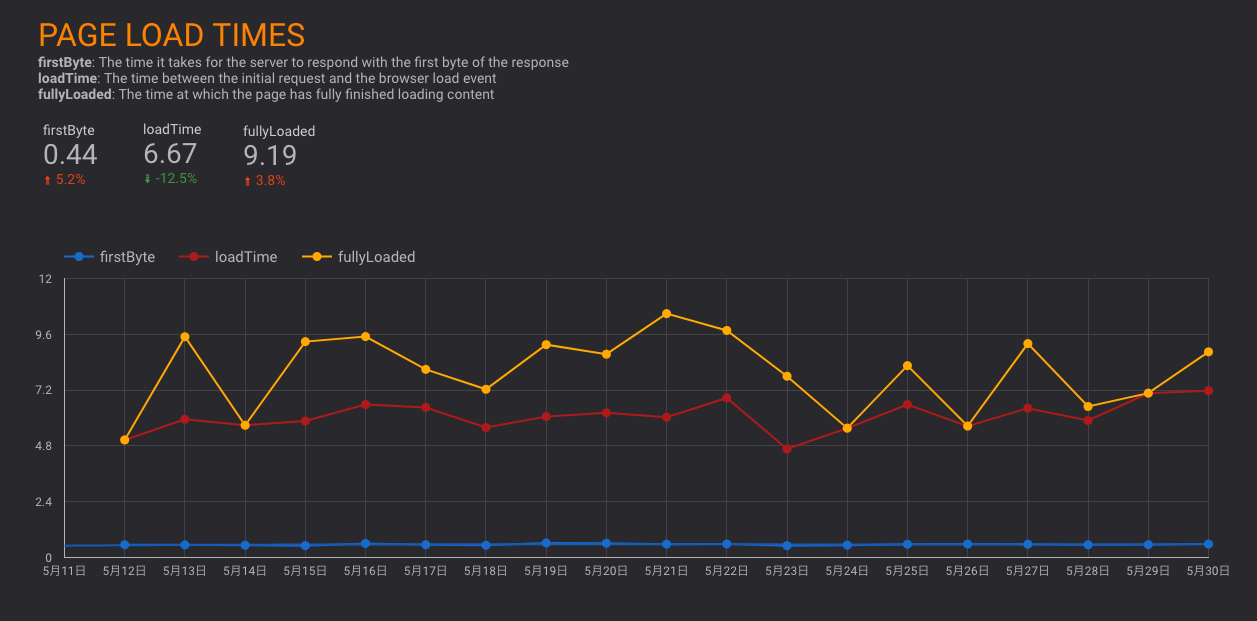 PAGE LOAD TIMES
firstByte: The time it takes for the server to respond with the first byte of the response
loadTime: The time between the initial request and the browser load event
fullyLoaded: The time at which the page has fully finished loading content
firstByte loadTime fullyLoaded
0.44 6.67 9.19
5.2% -12.5% 3.8%
firstByte loadTime fullyLoaded
12
9.6
7.2
4.8
2.4
0
5月11日 5月12日 5月13日 5月14日 5月15日 5月16日 5月17日 5月18日 5月19日 5月20日 5月21日 5月22日 5月23日 5月24日 5月25日 5月26日 5月27日 5月28日 5月29日 5月30日